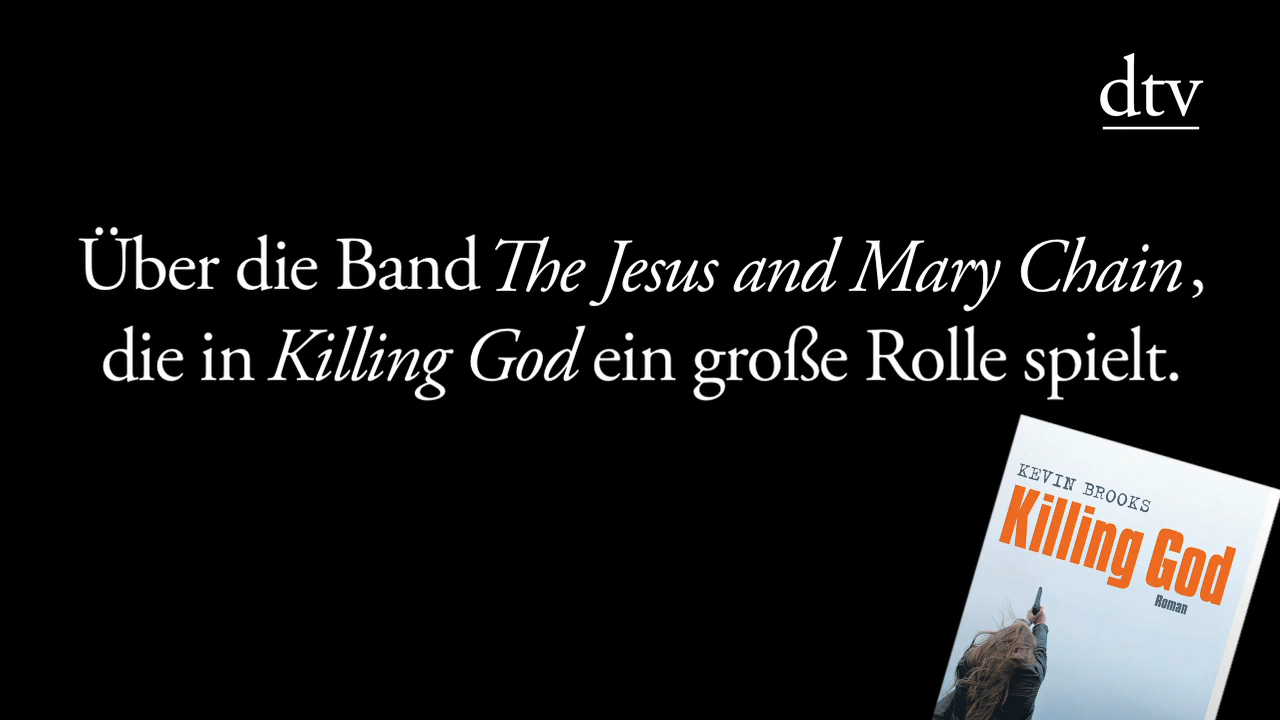 dtv
Über die Band The Jesus and Mary Chain,
die in Killing God ein große Rolle spielt.
KEVIN BROOKS
Killing God
Roman